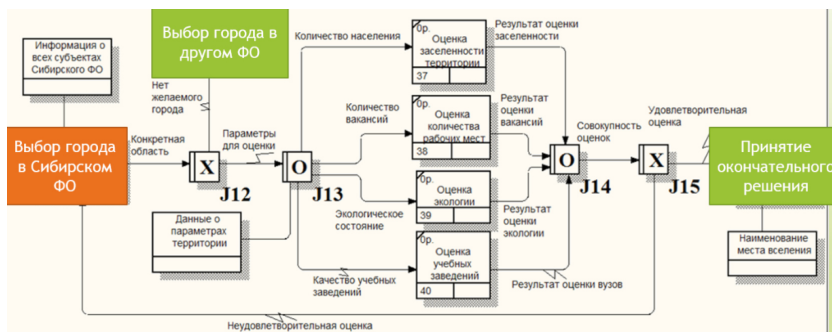 Информация о
всех субъектах
Сибирского ФО
Выбор города в
другом ФО
Нет
желаемого
города
Выбор города
в Сибирском
ФО
Конкретная
область
X
J12
Параметры
для оценки
O
J13
Данные о
параметрах
территории
Количество населения
0р.
Оценка
заселенности
территории
37
Результат оценки
заселенности
Количество
вакансий
0р.
Оценка
количества
рабочих мест
38
Результат
оценки
вакансий
Экологическое
состояние
0р.
Оценка
экологии
39
Результат
оценки
экологии
Качество учебных
заведений
0р.
Оценка
учебных
заведений
40
Результат оценки вузов
O
J14
Совокупность
оценок
X
J15
Удовлетворительная
оценка
Принятие
окончательного
решения
Наименование
места вселения
Неудовлетворительная оценка